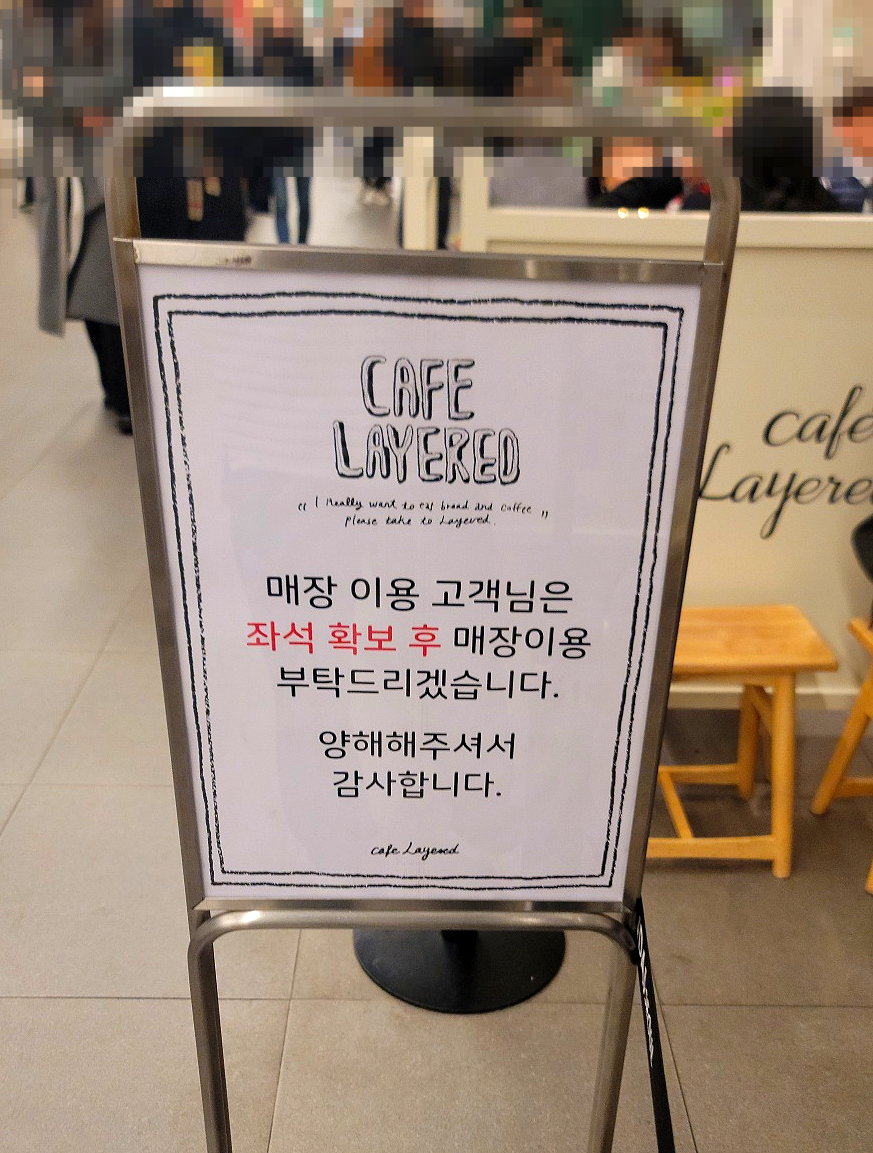 CAFE
LAYERED
“ I really want to eat bread and coffee ”
please take to Layered.
매장 이용 고객님은
좌석 확보 후 매장이용
부탁드리겠습니다.
양해해주셔서
감사합니다.
cafe Layered
cafe
Layered